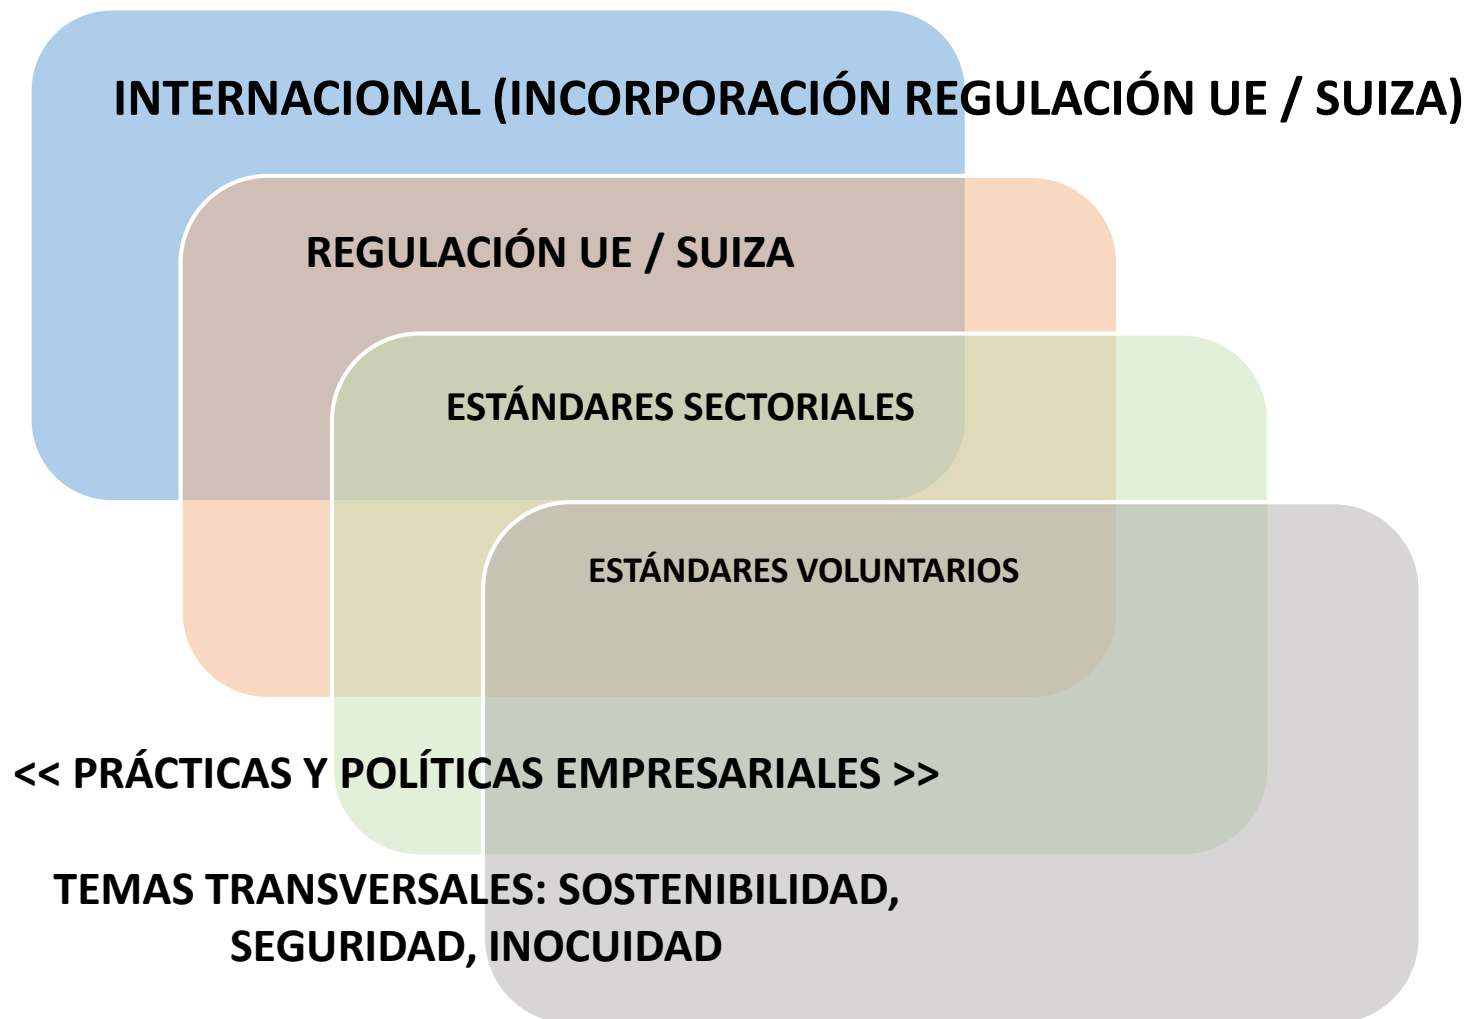 INTERNACIONAL (INCORPORACIÓN REGULACIÓN UE / SUIZA)
REGULACIÓN UE / SUIZA
ESTÁNDARES SECTORIALES
ESTÁNDARES VOLUNTARIOS
<< PRÁCTICAS Y POLÍTICAS EMPRESARIALES >>
TEMAS TRANSVERSALES: SOSTENIBILIDAD,
SEGURIDAD, INOCUIDAD